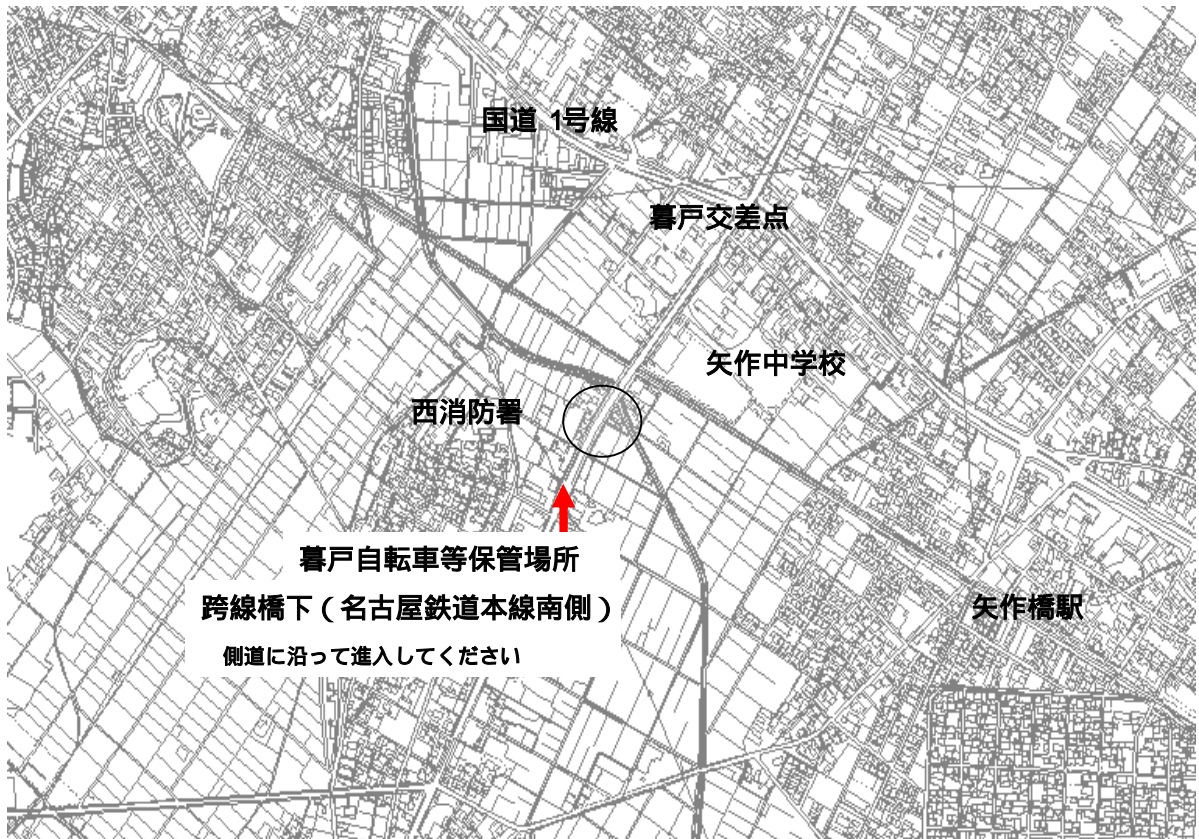 国道 1号線
暮戸交差点
矢作中学校
西消防署
暮戸自転車等保管場所
跨線橋下（名古屋鉄道本線南側）
矢作橋駅
側道に沿って進入してください